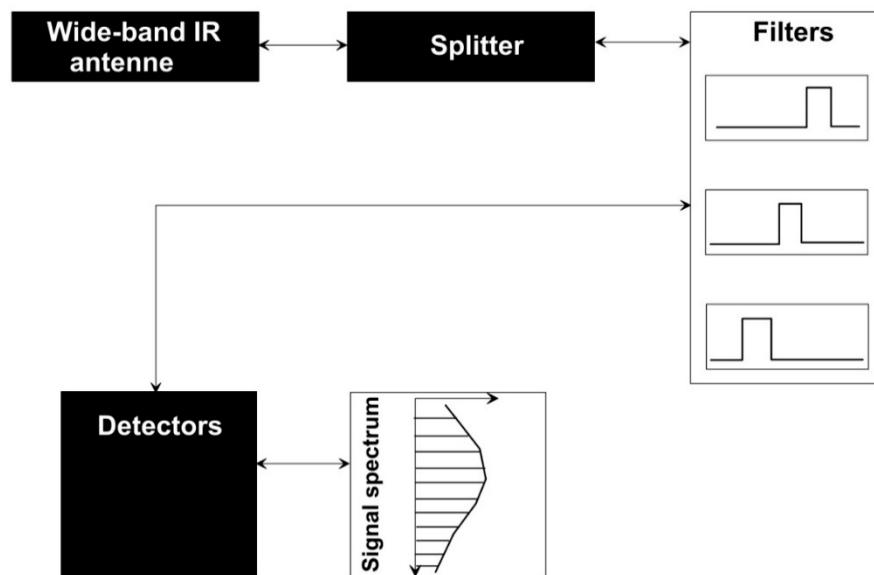 Wide-band IR
antenne
Splitter
Filters
Detectors
Signal spectrum